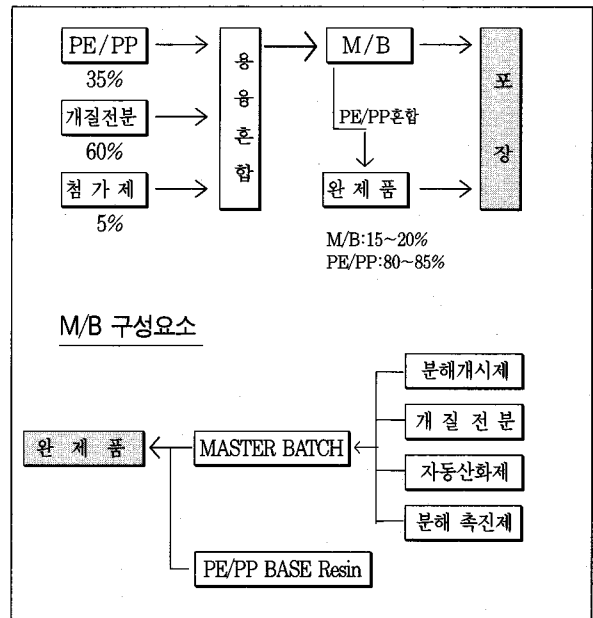 PE/PP
35%
개질전분
60%
첨 가 제
5%
용융혼합
M/B
PE/PP혼합
완 제 품
M/B:15~20%
PE/PP:80~85%
포장
M/B 구성요소
완 제 품
MASTER BATCH
PE/PP BASE Resin
분해개시제
개 질 전 분
자동산화제
분해 촉진제